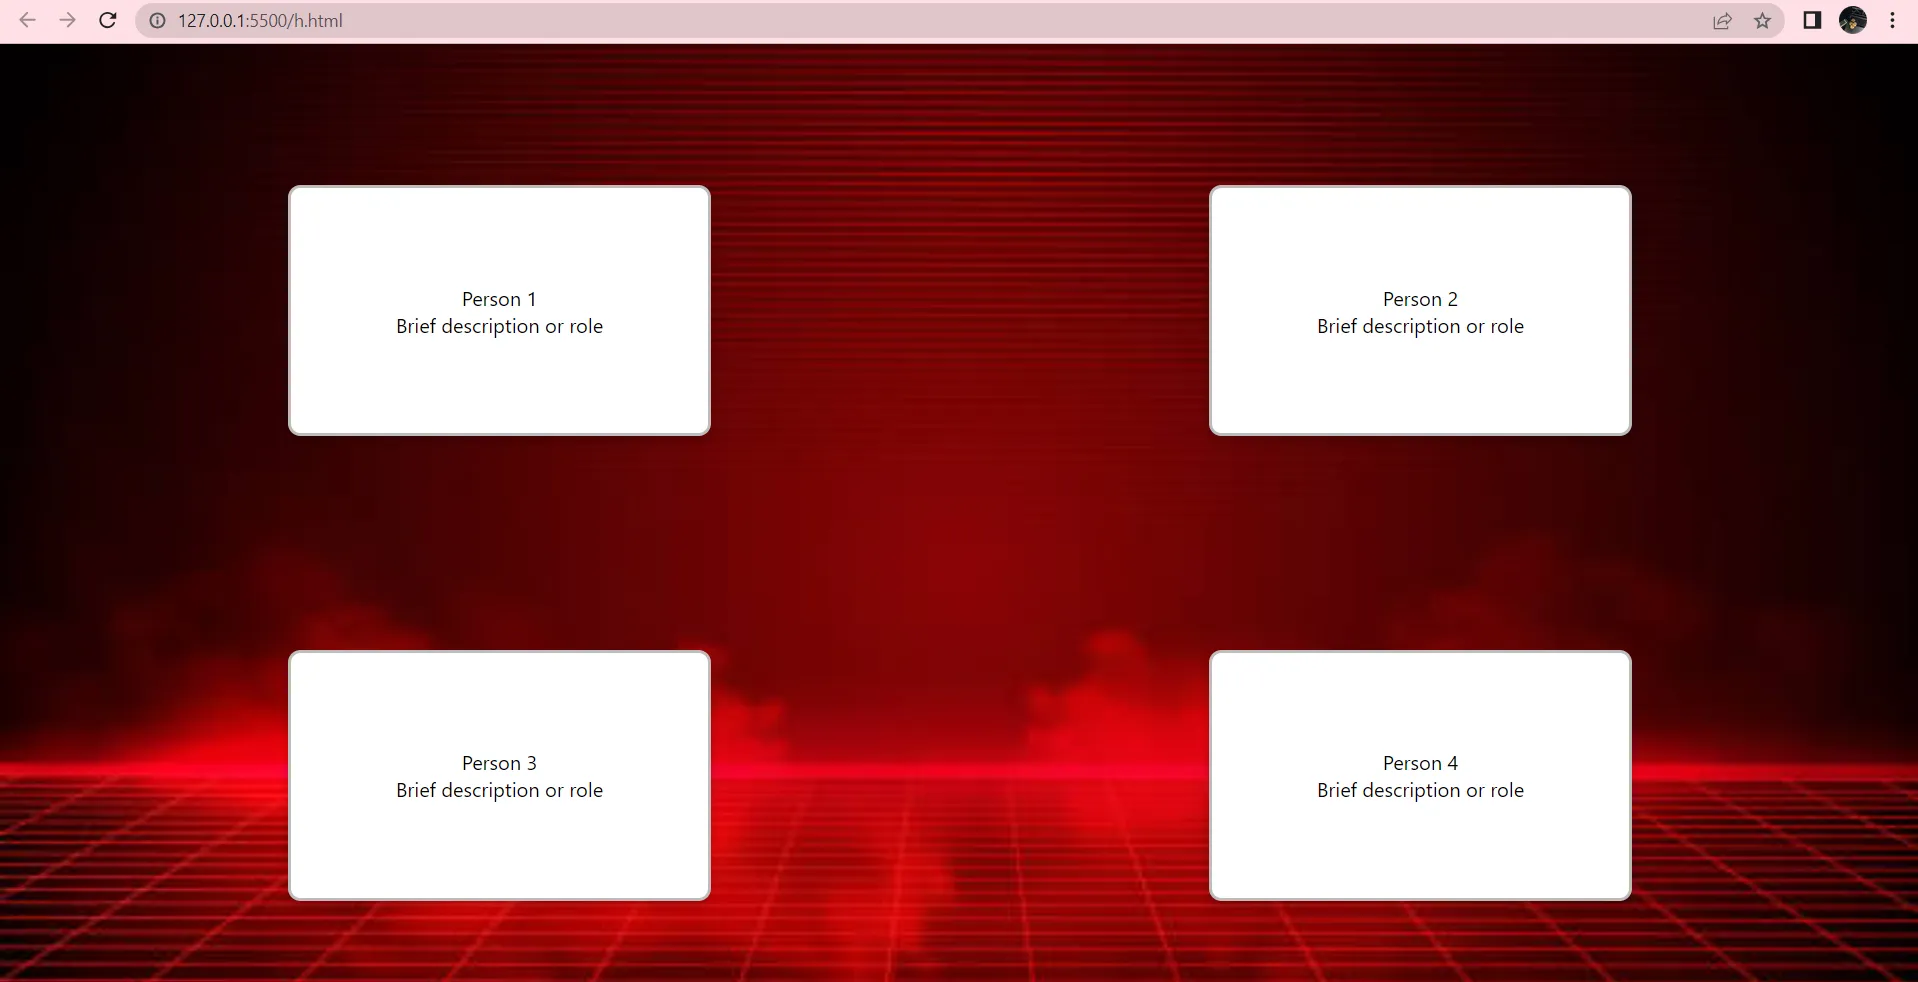 127.0.0.1:5500/h.html
Person 1
Brief description or role
Person 2
Brief description or role
Person 3
Brief description or role
Person 4
Brief description or role